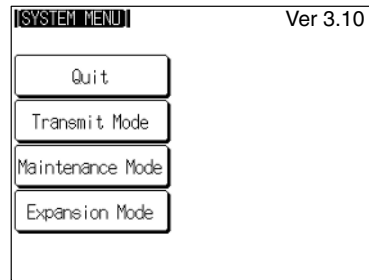 [SYSTEM MENU]
Ver 3.10
Quit
Transmit Mode
Maintenance Mode
Expansion Mode